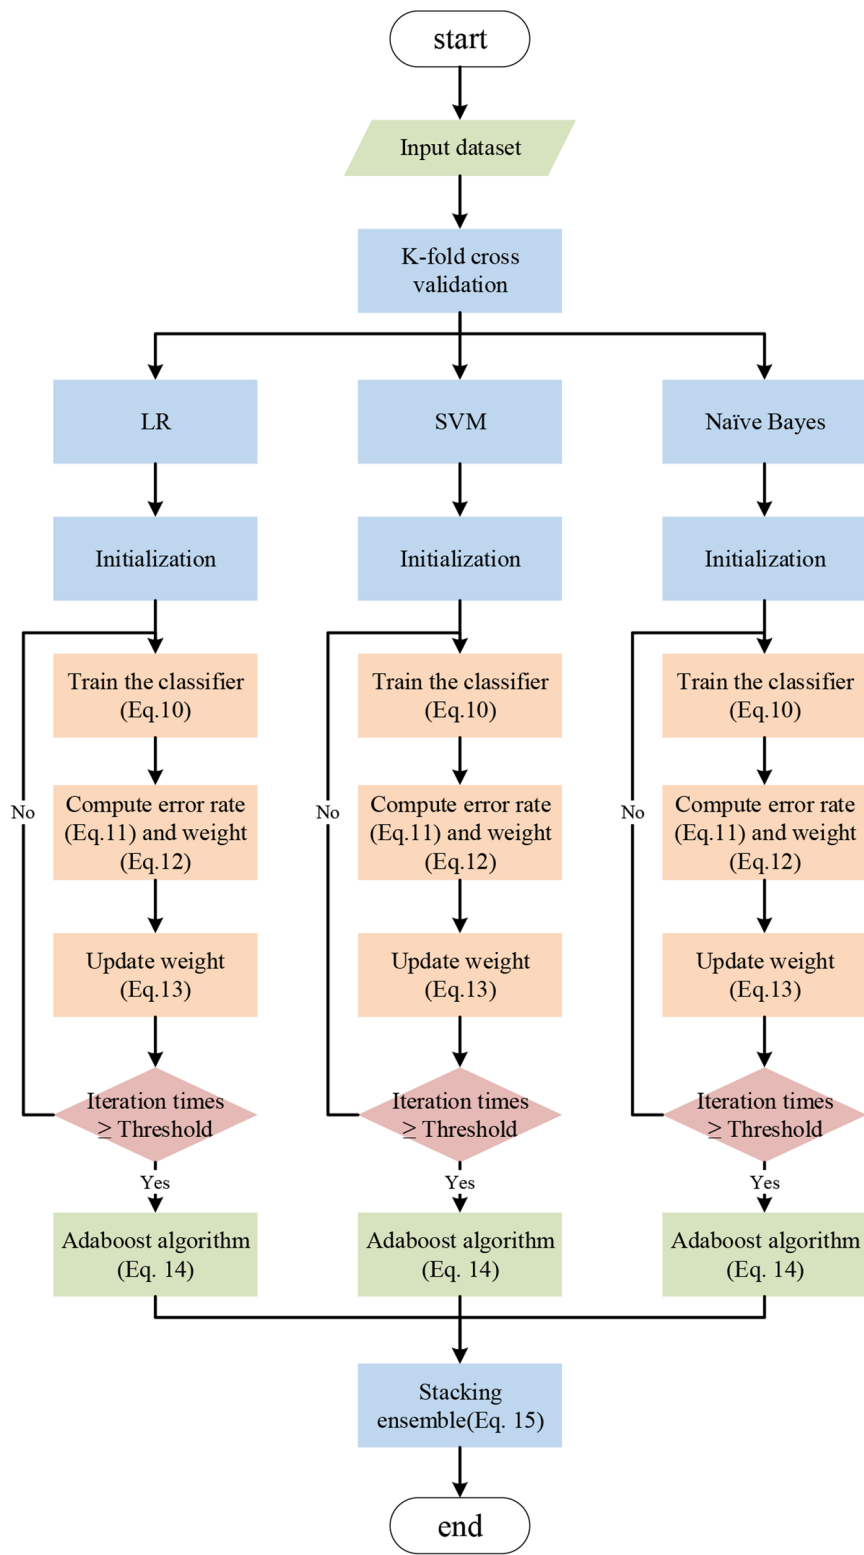 start
Input dataset
K-fold cross
validation
LR
SVM
Naïve Bayes
Initialization
Initialization
Initialization
Train the classifier
(Eq.10)
Train the classifier
(Eq.10)
Train the classifier
(Eq.10)
No
Compute error rate
(Eq.11) and weight
(Eq.12)
No
Compute error rate
(Eq.11) and weight
(Eq.12)
No
Compute error rate
(Eq.11) and weight
(Eq.12)
Update weight
(Eq.13)
Update weight
(Eq.13)
Update weight
(Eq.13)
Iteration times
≥ Threshold
Iteration times
≥ Threshold
Iteration times
≥ Threshold
Yes
Yes
Yes
Adaboost algorithm
(Eq. 14)
Adaboost algorithm
(Eq. 14)
Adaboost algorithm
(Eq. 14)
Stacking
ensemble(Eq. 15)
end